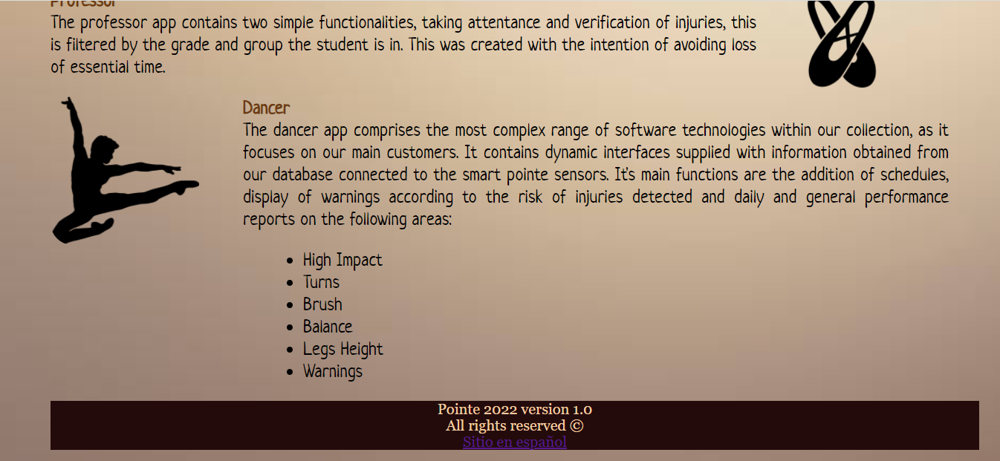 Professor
The professor app contains two simple functionalities, taking attentance and verification of injuries, this
is filtered by the grade and group the student is in. This was created with the intention of avoiding loss
of essential time.
Dancer
The dancer app comprises the most complex range of software technologies within our collection, as it
focuses on our main customers. It contains dynamic interfaces supplied with information obtained from
our database connected to the smart pointe sensors. It's main functions are the addition of schedules,
display of warnings according to the risk of injuries detected and daily and general performance
reports on the following areas:
• High Impact
• Turns
• Brush
• Balance
• Legs Height
• Warnings
Pointe 2022 version 1.0
All rights reserved ©
Sitio en español